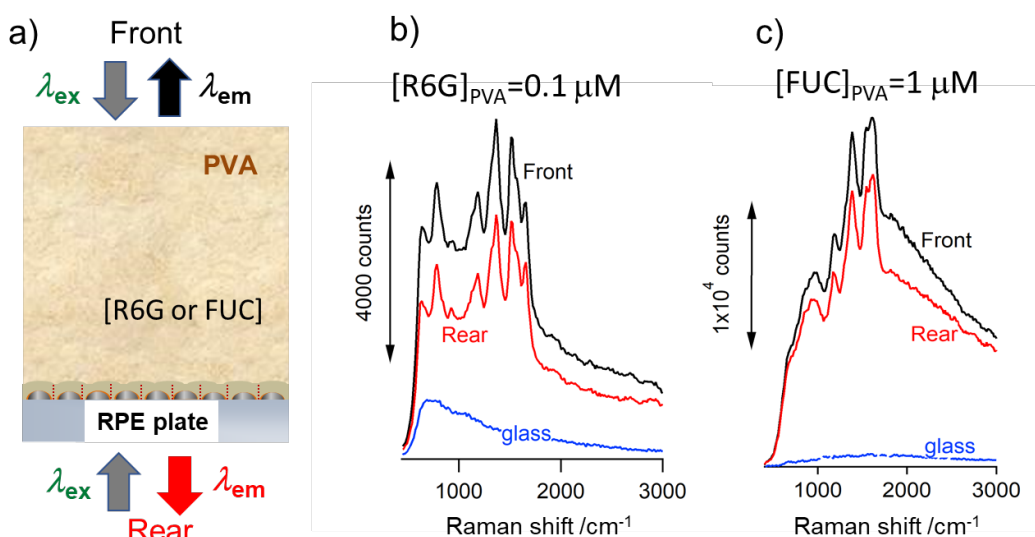 a)
Front
λex
λem
PVA
[R6G or FUC]
RPE plate
λex
λem
Rear
b)
[R6G]PVA=0.1 μM
4000 counts
Front
Rear
glass
1000
2000
3000
Raman shift /cm-1
c)
[FUC]PVA=1 μM
1x10⁴ counts
Front
Rear
glass
1000
2000
3000
Raman shift /cm-1